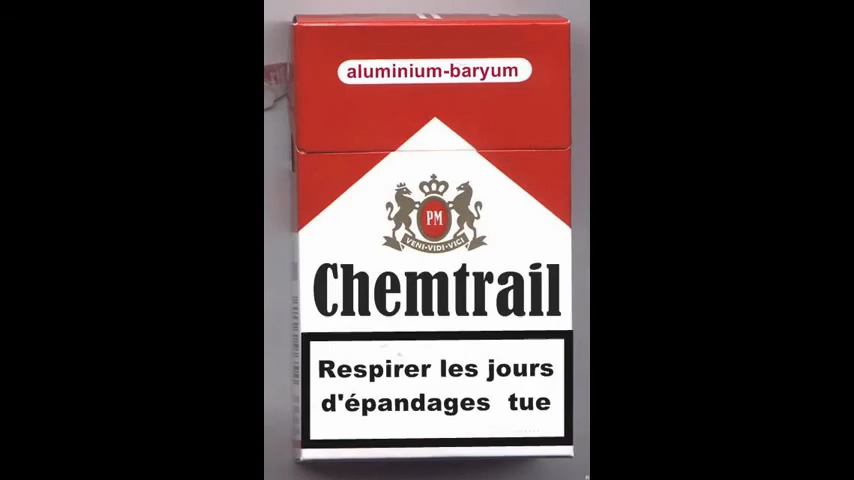 aluminium-baryum
PM
VENI·VIDI·VICI
Chemtrail
Respirer les jours
d'épandages tue